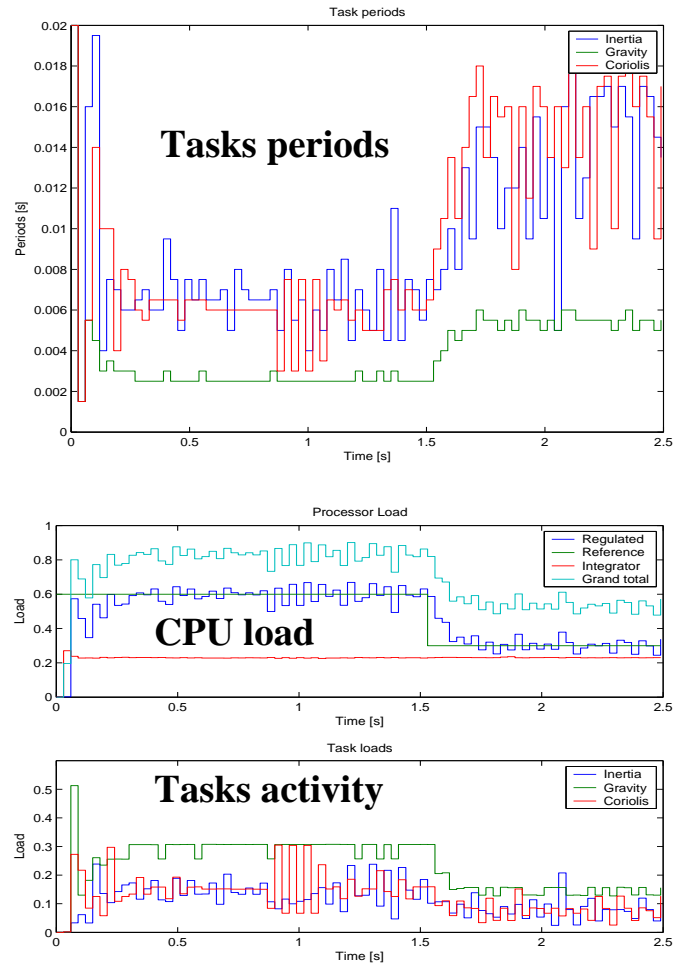 Task periods
0.02
0.018
0.016
0.014
0.012
0.01
0.008
0.006
0.004
0.002
0
Periods [s]
Inertia
Gravity
Coriolis
Tasks periods
0 0.5 1 1.5 2 2.5
Time [s]
Processor Load
1
0.8
0.6
0.4
0.2
0
Load
Regulated
Reference
Integrator
Grand total
CPU load
0 0.5 1 1.5 2 2.5
Time [s]
Task loads
0.5
0.4
0.3
0.2
0.1
0
Load
Inertia
Gravity
Coriolis
Tasks activity
0 0.5 1 1.5 2 2.5
Time [s]